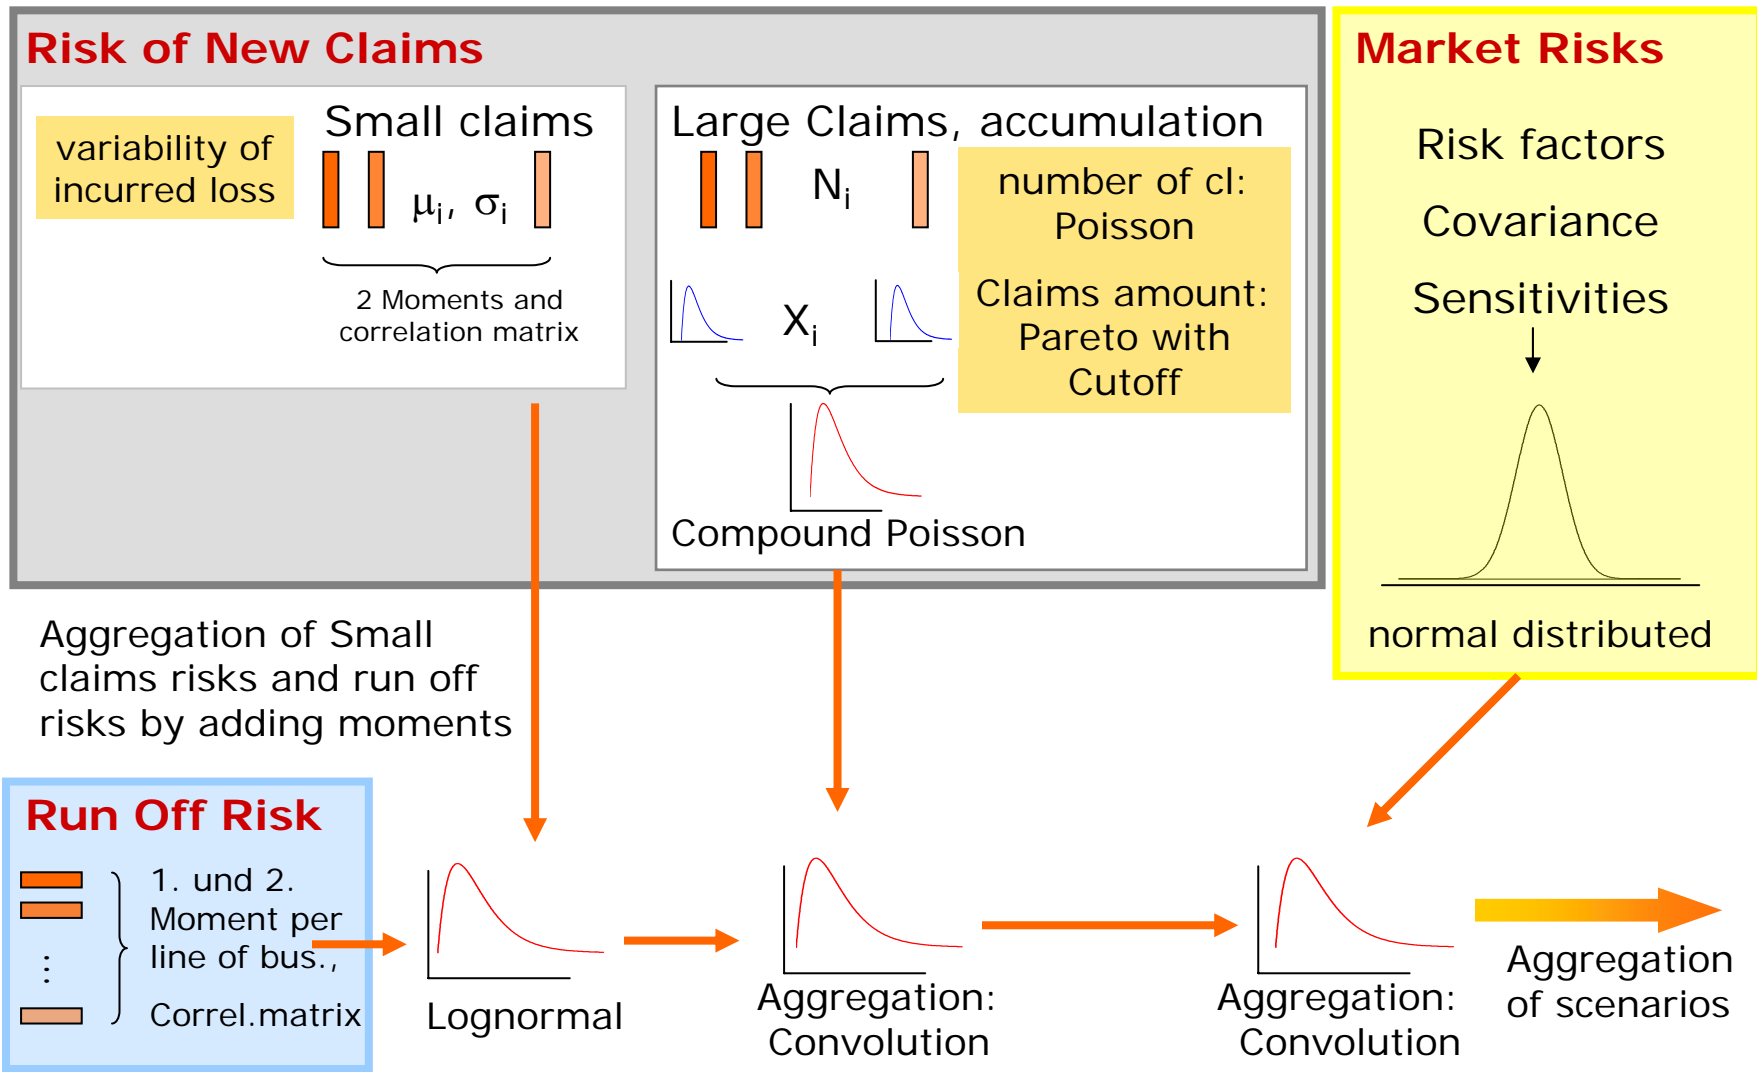 Risk of New Claims
variability of
incurred loss
Small claims
μi, σi
2 Moments and
correlation matrix
Large Claims, accumulation
Ni
number of cl:
Poisson
Xi
Claims amount:
Pareto with
Cutoff
Compound Poisson
Market Risks
Risk factors
Covariance
Sensitivities
normal distributed
Aggregation of Small
claims risks and run off
risks by adding moments
Run Off Risk
1. und 2.
Moment per
line of bus.,
⋮
Correl.matrix
Lognormal
Aggregation:
Convolution
Aggregation:
Convolution
Aggregation
of scenarios